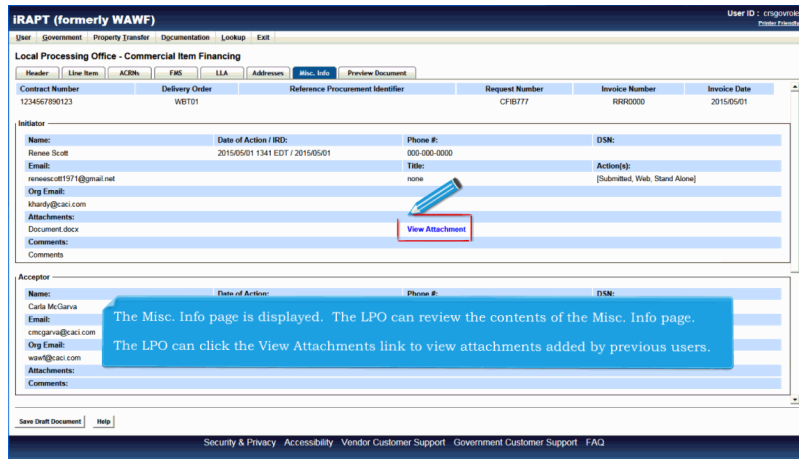 iRAPT (formerly WAWF)
User ID : crsgovrole
Printer Friendly
User Government Property Transfer Documentation Lookup Exit
Local Processing Office - Commercial Item Financing
Header Line Item ACRNs FMS LLA Addresses Misc. Info Preview Document
Contract Number Delivery Order Reference Procurement Identifier Request Number Invoice Number Invoice Date
1234567890123 WBT01 CFIB777 RRR0000 2015/05/01
Initiator
Name: Date of Action / IRD: Phone #: DSN:
Renee Scott 2015/05/01 1341 EDT / 2015/05/01 000-000-0000
Email: Title: Action(s):
reneescott1971@gmail.net none [Submitted, Web, Stand Alone]
Org Email:
khardy@caci.com
Attachments:
Document.docx View Attachment
Comments:
Comments
Acceptor
Name: Date of Action: Phone #: DSN:
Carla McGarva
Email:
cmcgarva@caci.com
Org Email:
wawf@caci.com
Attachments:
Comments:
The Misc. Info page is displayed. The LPO can review the contents of the Misc. Info page.
The LPO can click the View Attachments link to view attachments added by previous users.
Save Draft Document Help
Security & Privacy Accessibility Vendor Customer Support Government Customer Support FAQ